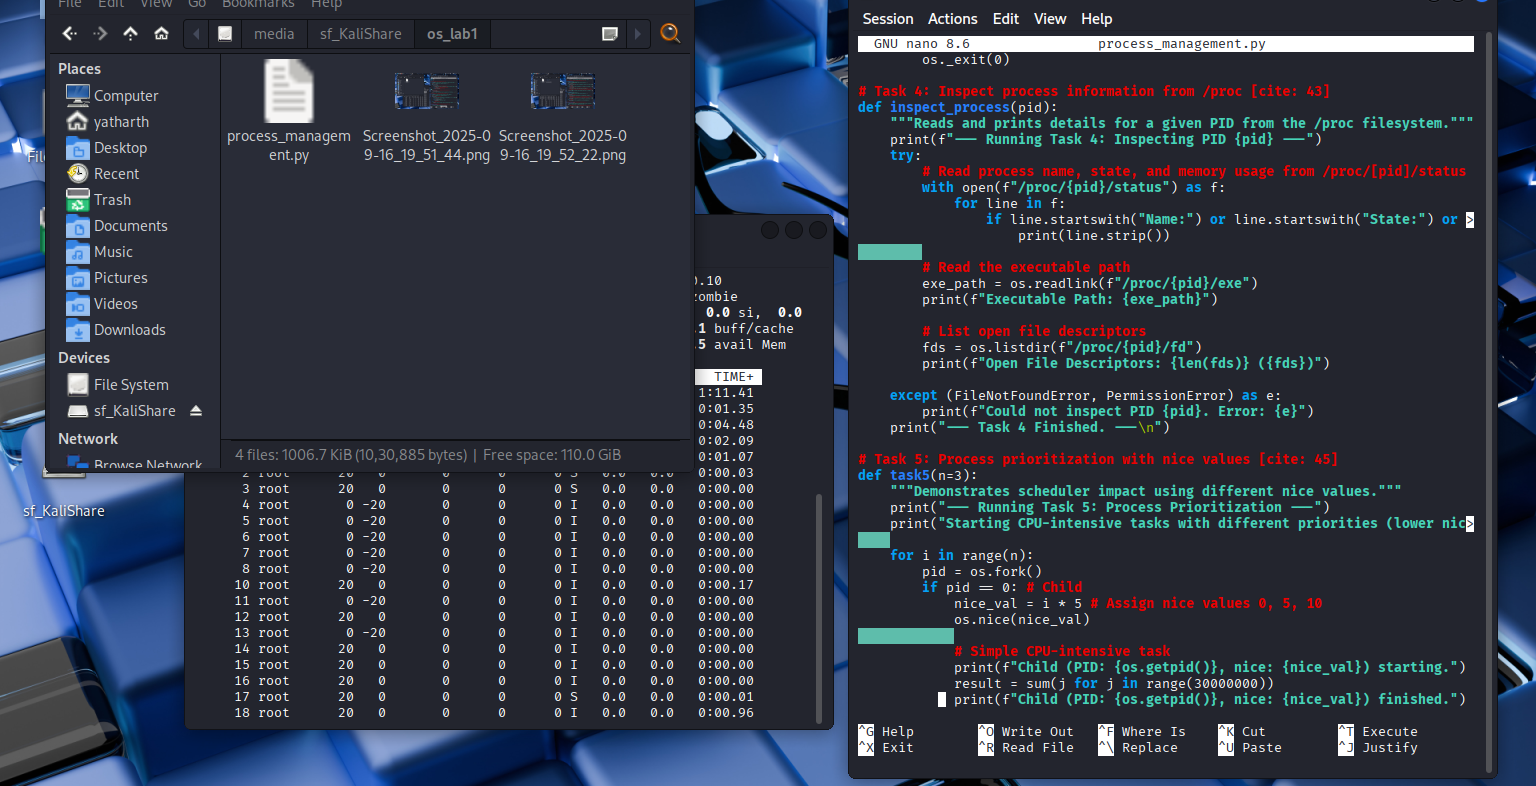 File Edit View Go Bookmarks Help
media sf_KaliShare os_lab1
Places
Computer
yatharth
Desktop
Recent
Trash
Documents
Music
Pictures
Videos
Downloads
Devices
File System
sf_KaliShare
Network
Browse Network
process_managem
ent.py
Screenshot_2025-0
9-16_19_51_44.png
Screenshot_2025-0
9-16_19_52_22.png
4 files: 1006.7 KiB (10,30,885 bytes) | Free space: 110.0 GiB
sf_KaliShare
0.10
zombie
0.0 si, 0.0
.1 buff/cache
.5 avail Mem
TIME+
1:11.41
0:01.35
0:04.48
0:02.09
0:01.07
2 root 20 0 0 0 0 S 0.0 0.0 0:00.03
3 root 20 0 0 0 0 S 0.0 0.0 0:00.00
4 root 0 -20 0 0 0 I 0.0 0.0 0:00.00
5 root 0 -20 0 0 0 I 0.0 0.0 0:00.00
6 root 0 -20 0 0 0 I 0.0 0.0 0:00.00
7 root 0 -20 0 0 0 I 0.0 0.0 0:00.00
8 root 0 -20 0 0 0 I 0.0 0.0 0:00.00
10 root 20 0 0 0 0 I 0.0 0.0 0:00.17
11 root 0 -20 0 0 0 I 0.0 0.0 0:00.00
12 root 20 0 0 0 0 I 0.0 0.0 0:00.00
13 root 0 -20 0 0 0 I 0.0 0.0 0:00.00
14 root 20 0 0 0 0 I 0.0 0.0 0:00.00
15 root 20 0 0 0 0 I 0.0 0.0 0:00.00
16 root 20 0 0 0 0 I 0.0 0.0 0:00.00
17 root 20 0 0 0 0 S 0.0 0.0 0:00.01
18 root 20 0 0 0 0 I 0.0 0.0 0:00.96
Session Actions Edit View Help
GNU nano 8.6 process_management.py
os._exit(0)
# Task 4: Inspect process information from /proc [cite: 43]
def inspect_process(pid):
"""Reads and prints details for a given PID from the /proc filesystem."""
print(f"--- Running Task 4: Inspecting PID {pid} ---")
try:
# Read process name, state, and memory usage from /proc/[pid]/status
with open(f"/proc/{pid}/status") as f:
for line in f:
if line.startswith("Name:") or line.startswith("State:") or >
print(line.strip())
# Read the executable path
exe_path = os.readlink(f"/proc/{pid}/exe")
print(f"Executable Path: {exe_path}")
# List open file descriptors
fds = os.listdir(f"/proc/{pid}/fd")
print(f"Open File Descriptors: {len(fds)} ({fds})")
except (FileNotFoundError, PermissionError) as e:
print(f"Could not inspect PID {pid}. Error: {e}")
print("--- Task 4 Finished. ---\n")
# Task 5: Process prioritization with nice values [cite: 45]
def task5(n=3):
"""Demonstrates scheduler impact using different nice values."""
print("--- Running Task 5: Process Prioritization ---")
print("Starting CPU-intensive tasks with different priorities (lower nic>
for i in range(n):
pid = os.fork()
if pid == 0: # Child
nice_val = i * 5 # Assign nice values 0, 5, 10
os.nice(nice_val)
# Simple CPU-intensive task
print(f"Child (PID: {os.getpid()}, nice: {nice_val}) starting.")
result = sum(j for j in range(30000000))
print(f"Child (PID: {os.getpid()}, nice: {nice_val}) finished.")
^G Help ^O Write Out ^F Where Is ^K Cut ^T Execute
^X Exit ^R Read File ^\ Replace ^U Paste ^J Justify